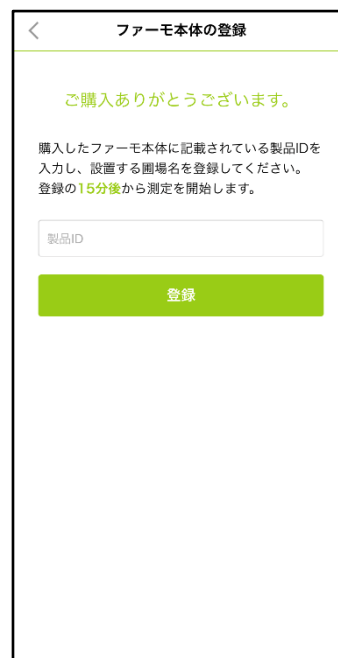 ファーモ本体の登録
ご購入ありがとうございます。
購入したファーモ本体に記載されている製品IDを
入力し、設置する圃場名を登録してください。
登録の15分後から測定を開始します。
製品ID
登録